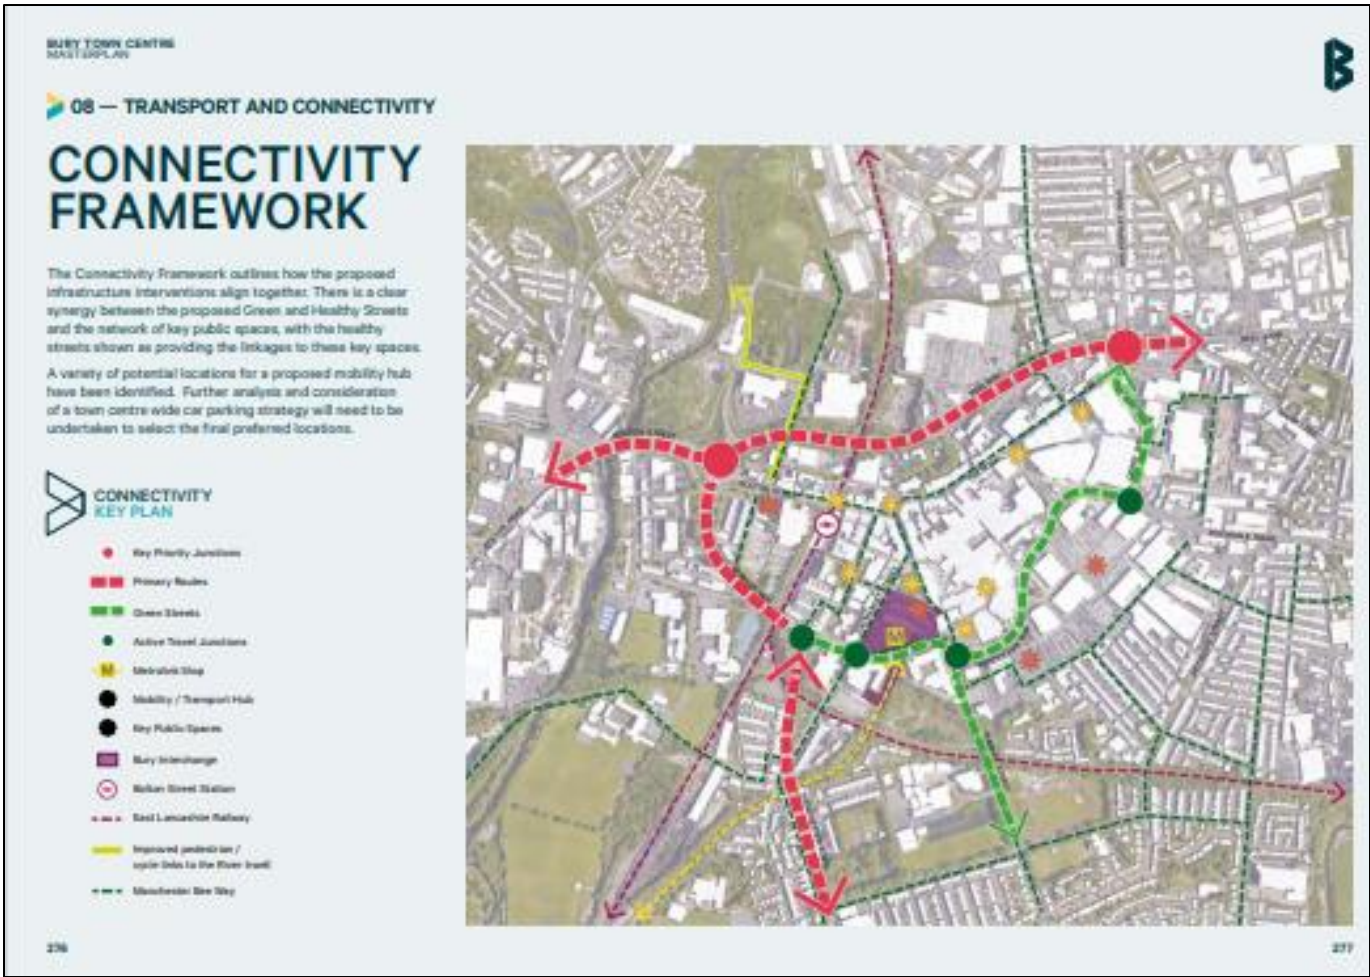 BURY TOWN CENTRE
MASTERPLAN
08 — TRANSPORT AND CONNECTIVITY
CONNECTIVITY
FRAMEWORK
The Connectivity Framework outlines how the proposed
infrastructure interventions align together. There is a clear
synergy between the proposed Green and Healthy Streets
and the network of key public spaces, with the healthy
streets shown as providing the linkages to these key spaces.
A variety of potential locations for a proposed mobility hub
have been identified. Further analysis and consideration
of a town centre wide car parking strategy will need to be
undertaken to select the final preferred locations.
CONNECTIVITY
KEY PLAN
Key Priority Junctions
Primary Routes
Green Streets
Active Travel Junctions
M
Metrolink Stop
Mobility / Transport Hub
Key Public Spaces
Bury Interchange
Bolton Street Station
East Lancashire Railway
Improved pedestrian /
cycle links to the River Irwell
Manchester Bee Way
M
276
277